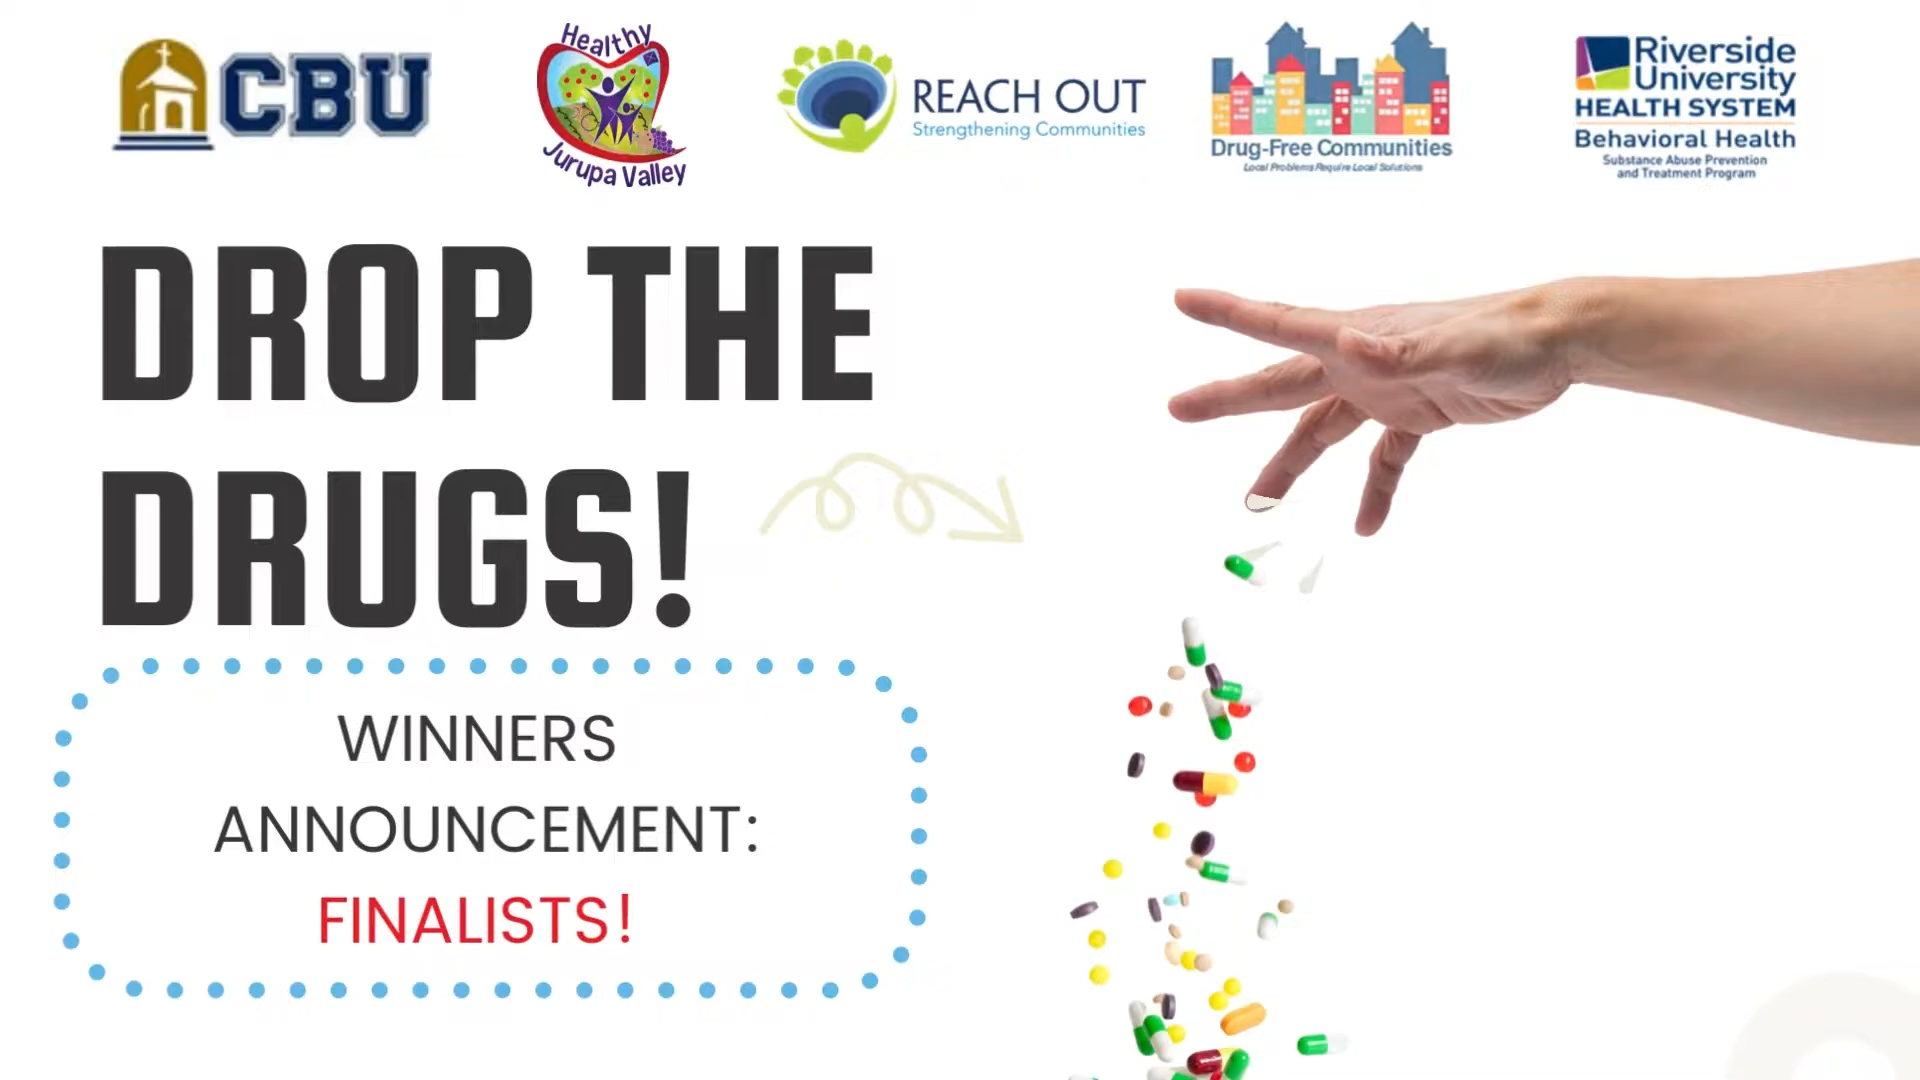 CBU
Healthy
Jurupa Valley
REACH OUT
Strengthening Communities
Drug-Free Communities
Local Problems Require Local Solutions
Riverside
University
HEALTH SYSTEM
Behavioral Health
Substance Abuse Prevention
and Treatment Program
DROP THE
DRUGS!
WINNERS
ANNOUNCEMENT:
FINALISTS!